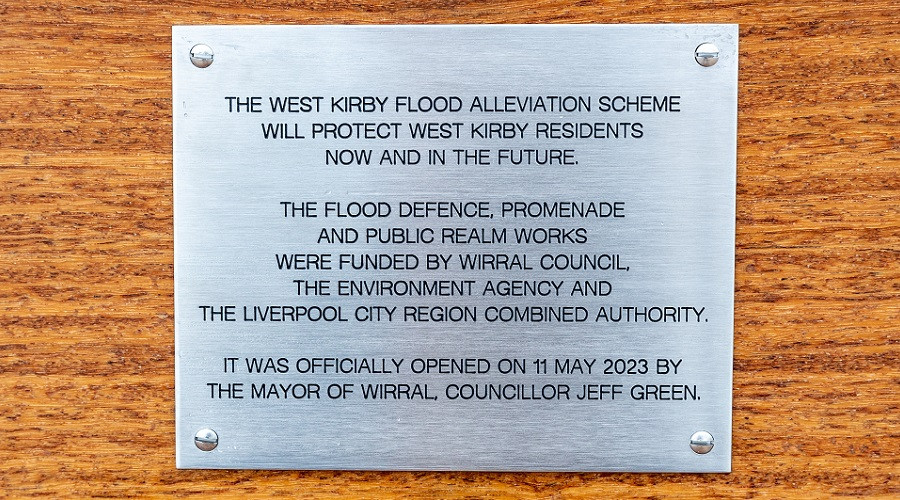 THE WEST KIRBY FLOOD ALLEVIATION SCHEME
WILL PROTECT WEST KIRBY RESIDENTS
NOW AND IN THE FUTURE.
THE FLOOD DEFENCE, PROMENADE
AND PUBLIC REALM WORKS
WERE FUNDED BY WIRRAL COUNCIL,
THE ENVIRONMENT AGENCY AND
THE LIVERPOOL CITY REGION COMBINED AUTHORITY.
IT WAS OFFICIALLY OPENED ON 11 MAY 2023 BY
THE MAYOR OF WIRRAL, COUNCILLOR JEFF GREEN.